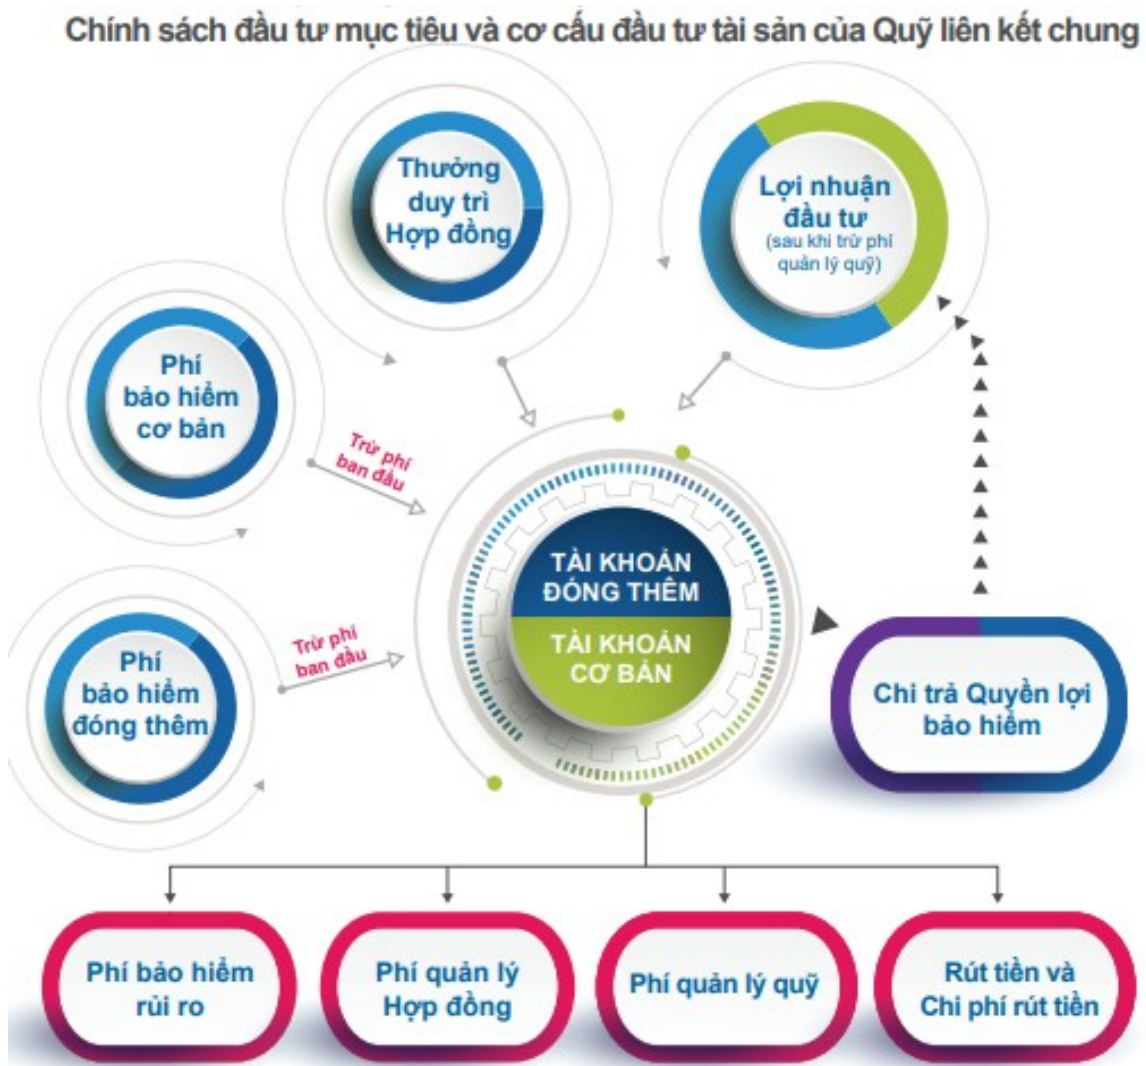 Chính sách đầu tư mục tiêu và cơ cấu đầu tư tài sản của Quỹ liên kết chung
Thưởng
duy trì
Hợp đồng
Lợi nhuận
đầu tư
(sau khi trừ phí
quản lý quỹ)
Phí
bảo hiểm
cơ bản
Trừ phí
ban đầu
TÀI KHOẢN
ĐÓNG THÊM
TÀI KHOẢN
CƠ BẢN
Phí
bảo hiểm
đóng thêm
Trừ phí
ban đầu
Chi trả Quyền lợi
bảo hiểm
Phí bảo hiểm
rủi ro
Phí quản lý
Hợp đồng
Phí quản lý quỹ
Rút tiền và
Chi phí rút tiền